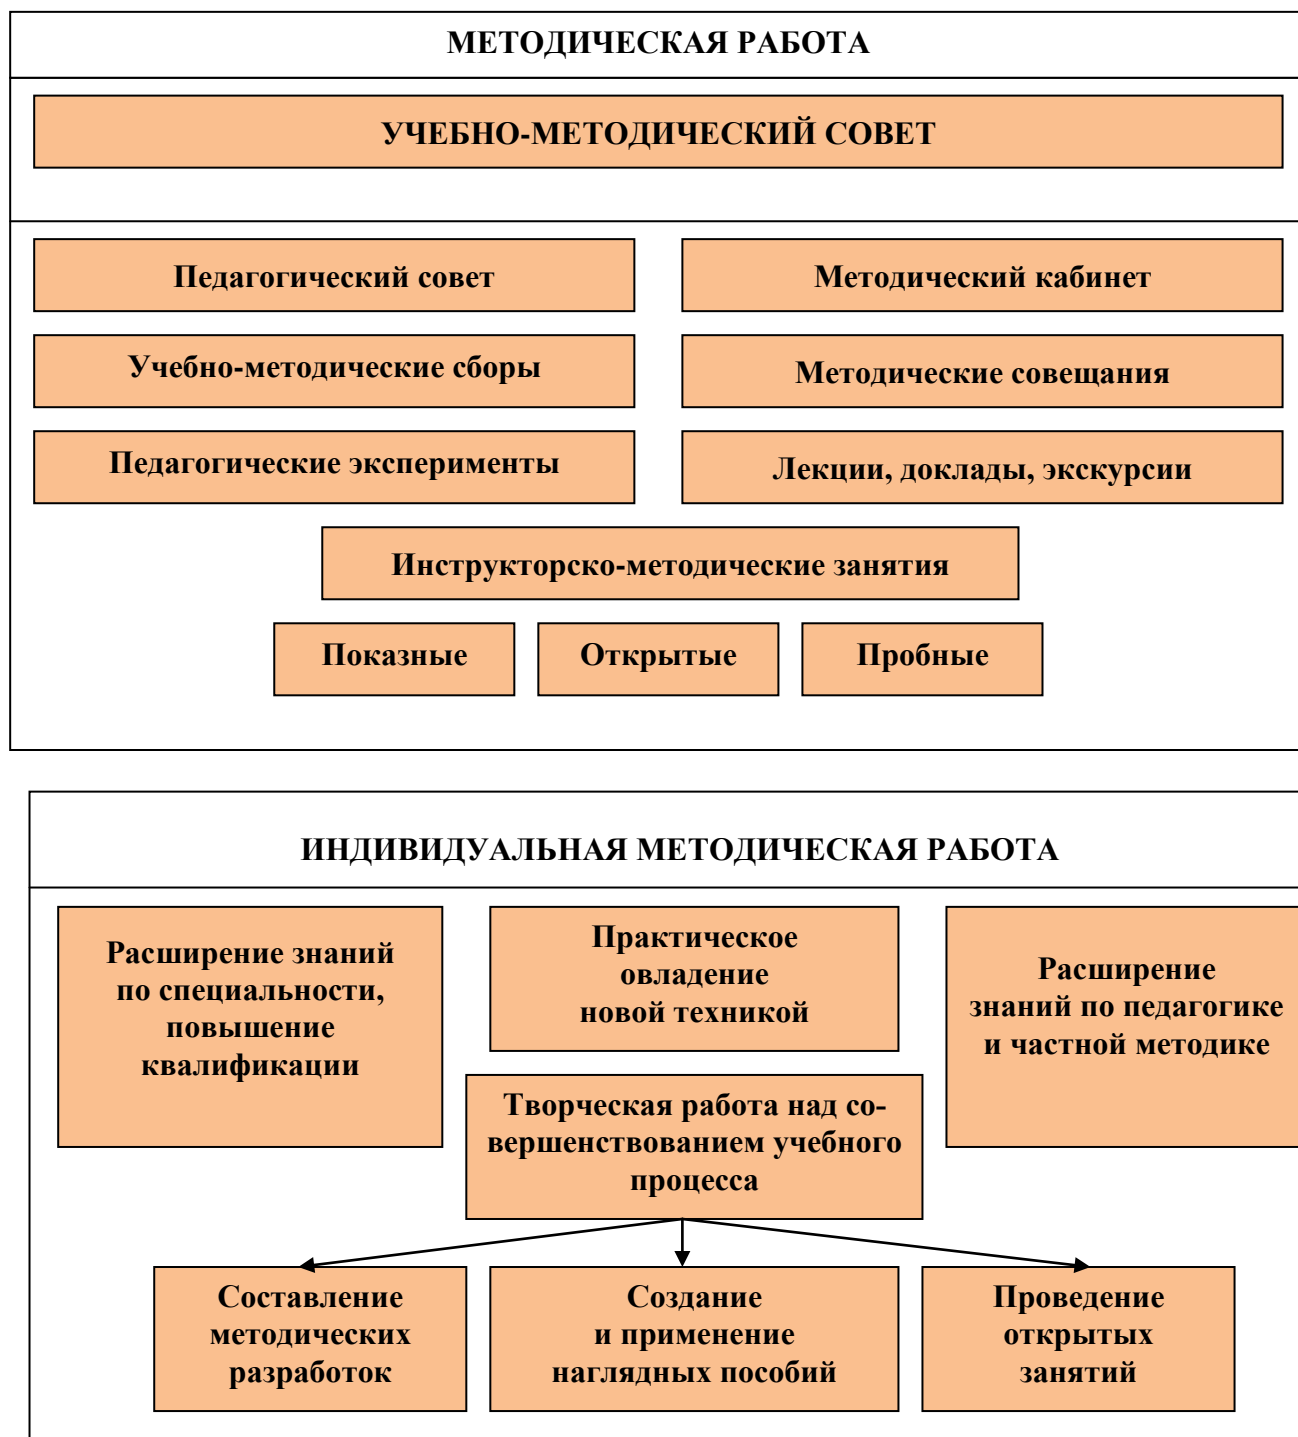 МЕТОДИЧЕСКАЯ РАБОТА
УЧЕБНО-МЕТОДИЧЕСКИЙ СОВЕТ
Педагогический совет
Методический кабинет
Учебно-методические сборы
Методические совещания
Педагогические эксперименты
Лекции, доклады, экскурсии
Инструкторско-методические занятия
Показные
Открытые
Пробные
ИНДИВИДУАЛЬНАЯ МЕТОДИЧЕСКАЯ РАБОТА
Расширение знаний
по специальности,
повышение
квалификации
Практическое
овладение
новой техникой
Расширение
знаний по педагогике
и частной методике
Творческая работа над со-
вершенствованием учебного
процесса
Составление
методических
разработок
Создание
и применение
наглядных пособий
Проведение
открытых
занятий